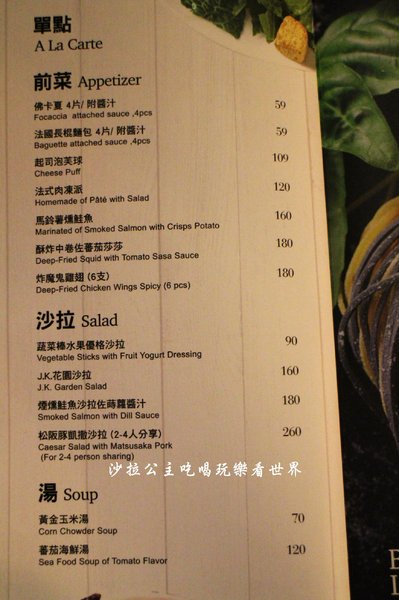 單點
A La Carte
前菜 Appetizer
佛卡夏 4片/ 附醬汁 59
Focaccia attached sauce ,4pcs
法國長棍麵包 4片/ 附醬汁 59
Baguette attached sauce ,4pcs
起司泡芙球 109
Cheese Puff
法式肉凍派 120
Homemade of Pâté with Salad
馬鈴薯燻鮭魚 160
Marinated of Smoked Salmon with Crisps Potato
酥炸中卷佐蕃茄莎莎 180
Deep-Fried Squid with Tomato Sasa Sauce
炸魔鬼雞翅 (6支) 180
Deep-Fried Chicken Wings Spicy (6 pcs)
沙拉 Salad
蔬菜棒水果優格沙拉 90
Vegetable Sticks with Fruit Yogurt Dressing
J.K.花園沙拉 160
J.K. Garden Salad
煙燻鮭魚沙拉佐蒔蘿醬汁 180
Smoked Salmon with Dill Sauce
松阪豚凱撒沙拉 (2-4人分享) 260
Caesar Salad with Matsusaka Pork
(For 2-4 person sharing)
沙拉公主吃喝玩樂看世界
湯 Soup
黃金玉米湯 70
Corn Chowder Soup
蕃茄海鮮湯 120
Sea Food Soup of Tomato Flavor